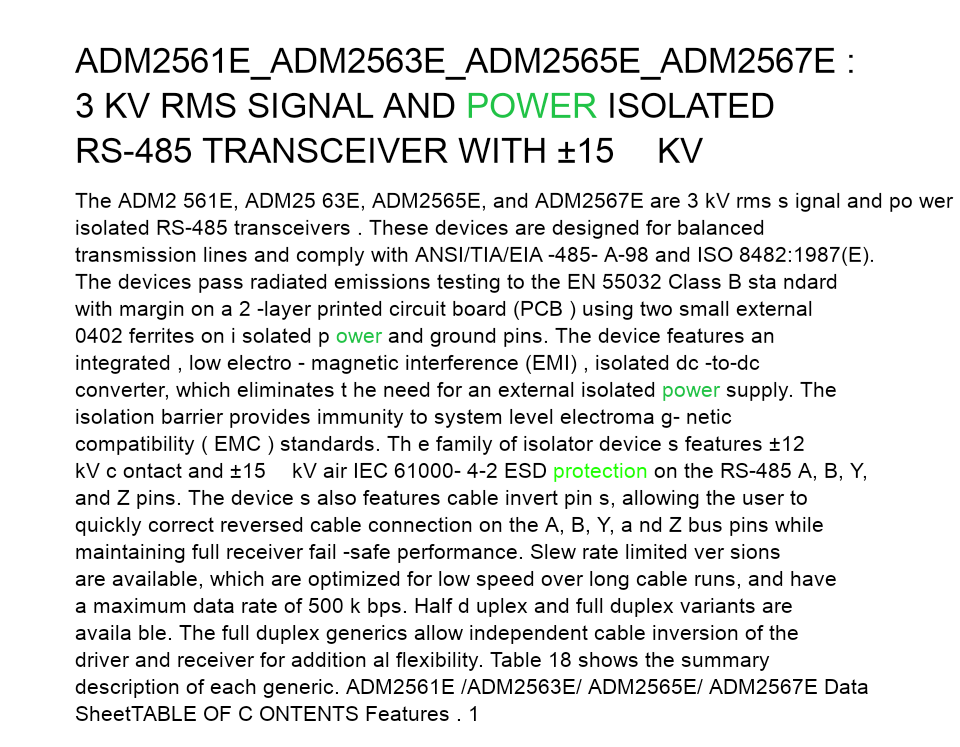 ADM2561E_ADM2563E_ADM2565E_ADM2567E :
3 KV RMS SIGNAL AND POWER ISOLATED
RS-485 TRANSCEIVER WITH ±15    KV
The ADM2 561E, ADM25 63E, ADM2565E, and ADM2567E are 3 kV rms s ignal and po wer
isolated RS-485 transceivers . These devices are designed for balanced
transmission lines and comply with ANSI/TIA/EIA -485- A-98 and ISO 8482:1987(E).
The devices pass radiated emissions testing to the EN 55032 Class B sta ndard
with margin on a 2 -layer printed circuit board (PCB ) using two small external
0402 ferrites on i solated p ower and ground pins. The device features an
integrated , low electro - magnetic interference (EMI) , isolated dc -to-dc
converter, which eliminates t he need for an external isolated power supply. The
isolation barrier provides immunity to system level electroma g- netic
compatibility ( EMC ) standards. Th e family of isolator device s features ±12
kV c ontact and ±15    kV air IEC 61000- 4-2 ESD protection on the RS-485 A, B, Y,
and Z pins. The device s also features cable invert pin s, allowing the user to
quickly correct reversed cable connection on the A, B, Y, a nd Z bus pins while
maintaining full receiver fail -safe performance. Slew rate limited ver sions
are available, which are optimized for low speed over long cable runs, and have
a maximum data rate of 500 k bps. Half d uplex and full duplex variants are
availa ble. The full duplex generics allow independent cable inversion of the
driver and receiver for addition al flexibility. Table 18 shows the summary
description of each generic. ADM2561E /ADM2563E/ ADM2565E/ ADM2567E Data
SheetTABLE OF C ONTENTS Features . 1